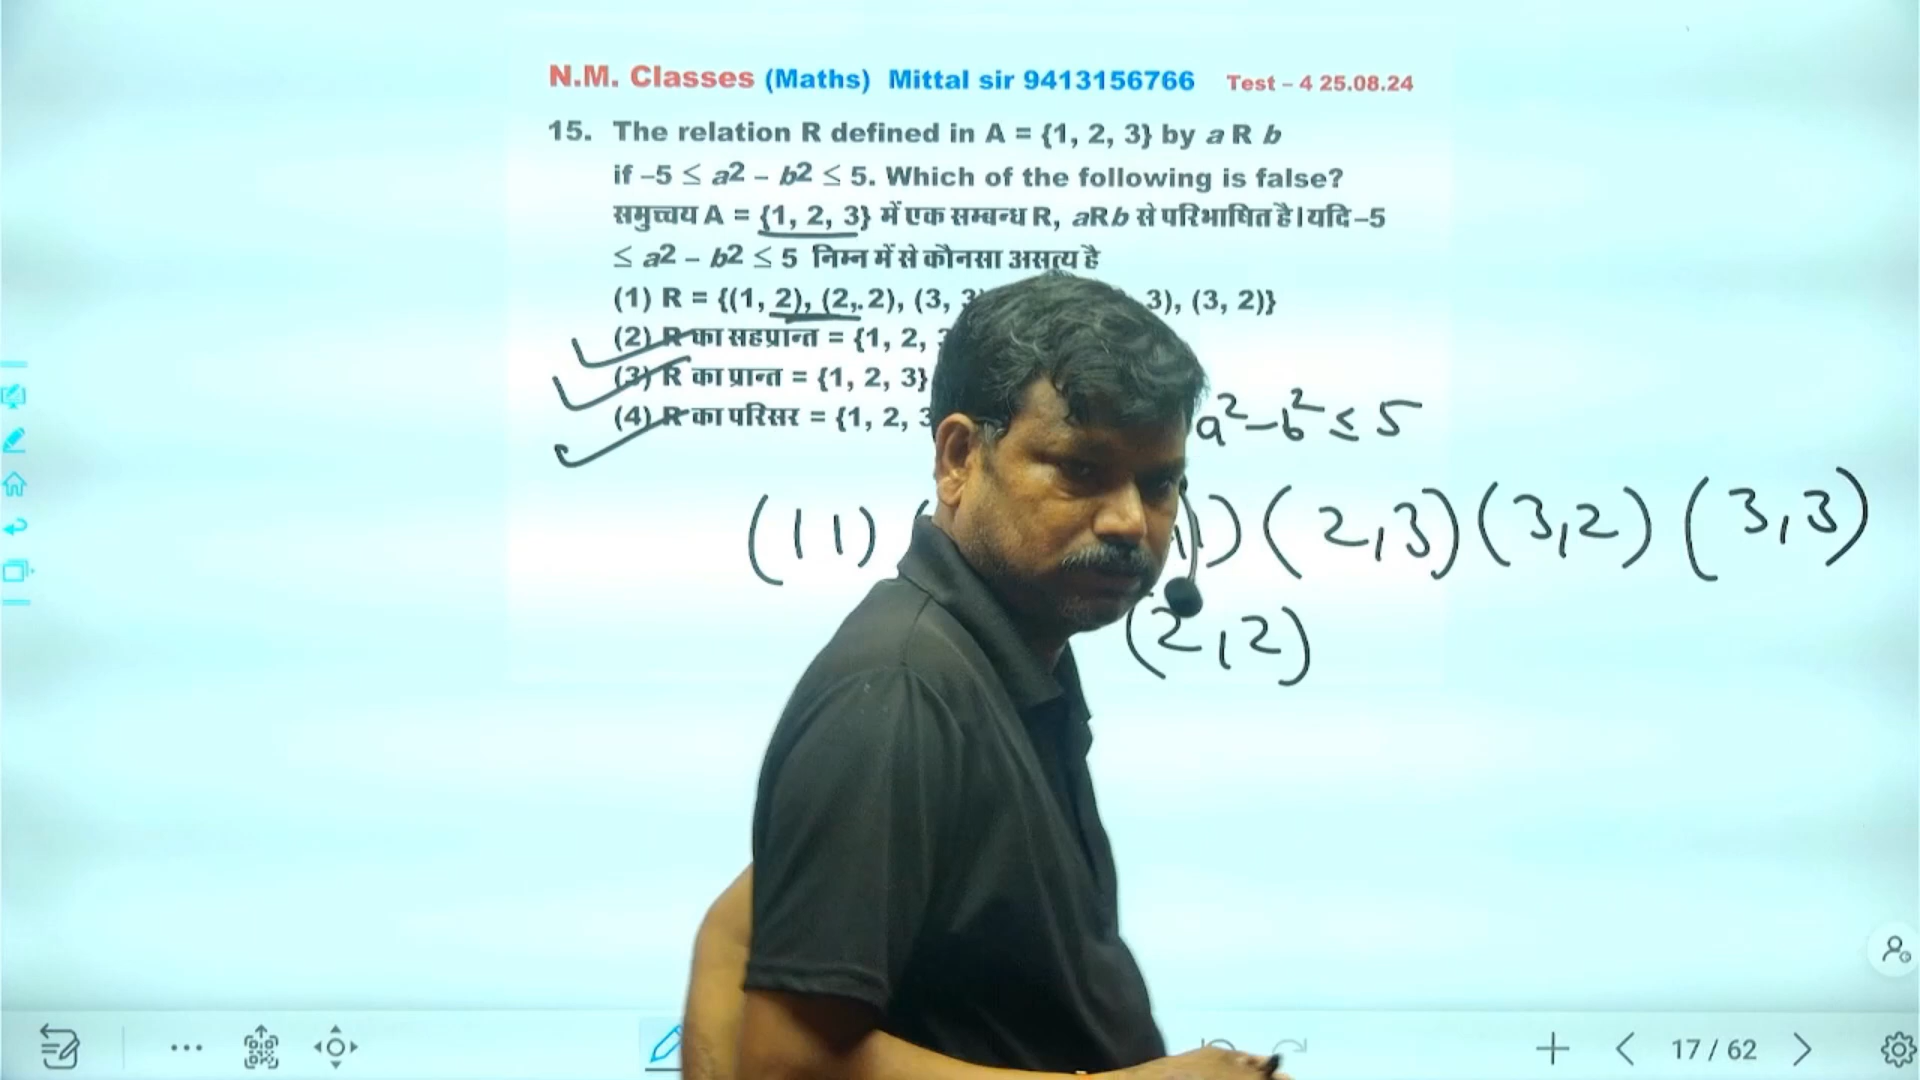 N.M. Classes (Maths) Mittal sir 9413156766 Test – 4 25.08.24
15. The relation R defined in A = {1, 2, 3} by a R b
if –5 ≤ a2 – b2 ≤ 5. Which of the following is false?
समुच्चय A = {1, 2, 3} में एक सम्बन्ध R, aRb से परिभाषित है। यदि –5
≤ a2 – b2 ≤ 5 निम्न में से कौनसा असत्य है
(1) R = {(1, 2), (2, 2), (3, 3), (3, 2)}
(2) R का सहप्रान्त = {1, 2,
(3) R का प्रान्त = {1, 2, 3}
(4) R का परिसर = {1, 2, 3
a²–b² ≤ 5
(1 1) ( 1) (2,3) (3,2) (3,3)
(2,2)
17 / 62